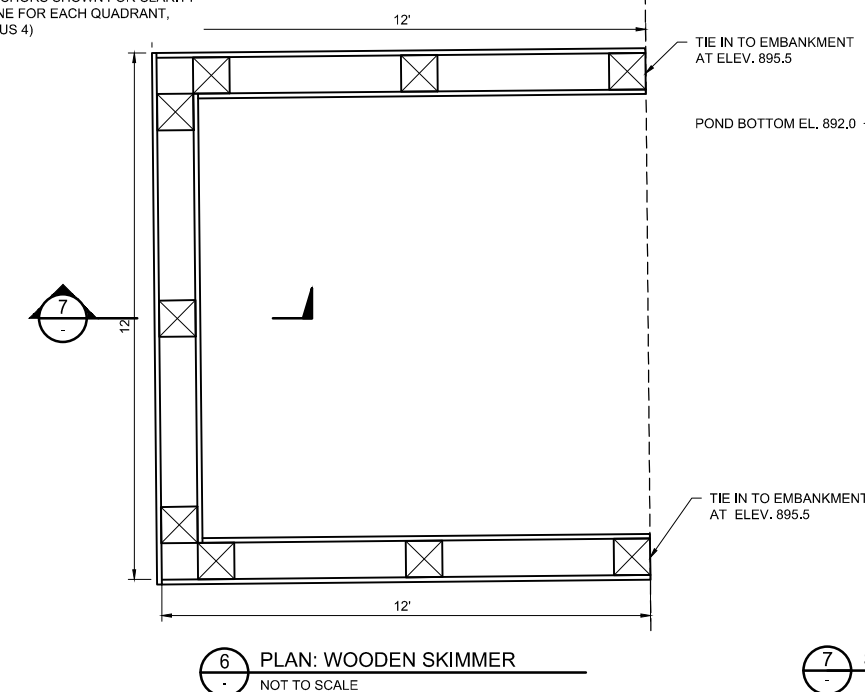 NE FOR EACH QUADRANT,
US 4)
12'
TIE IN TO EMBANKMENT
AT ELEV. 895.5
POND BOTTOM EL. 892.0
7
-
12'
TIE IN TO EMBANKMENT
AT ELEV. 895.5
12'
6
-
PLAN: WOODEN SKIMMER
NOT TO SCALE
7
-